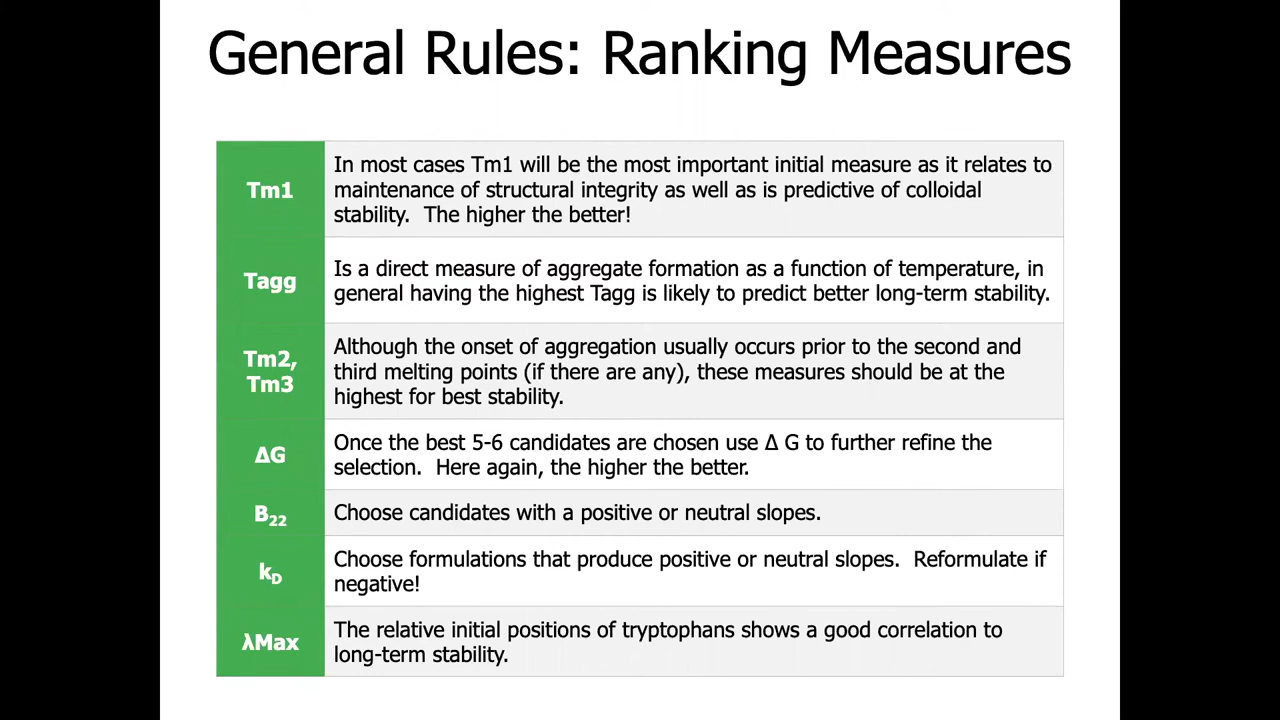 General Rules: Ranking Measures
Tm1
In most cases Tm1 will be the most important initial measure as it relates to
maintenance of structural integrity as well as is predictive of colloidal
stability.  The higher the better!
Tagg
Is a direct measure of aggregate formation as a function of temperature, in
general having the highest Tagg is likely to predict better long-term stability.
Tm2,
Tm3
Although the onset of aggregation usually occurs prior to the second and
third melting points (if there are any), these measures should be at the
highest for best stability.
ΔG
Once the best 5-6 candidates are chosen use Δ G to further refine the
selection.  Here again, the higher the better.
B22
Choose candidates with a positive or neutral slopes.
kD
Choose formulations that produce positive or neutral slopes.  Reformulate if
negative!
λMax
The relative initial positions of tryptophans shows a good correlation to
long-term stability.